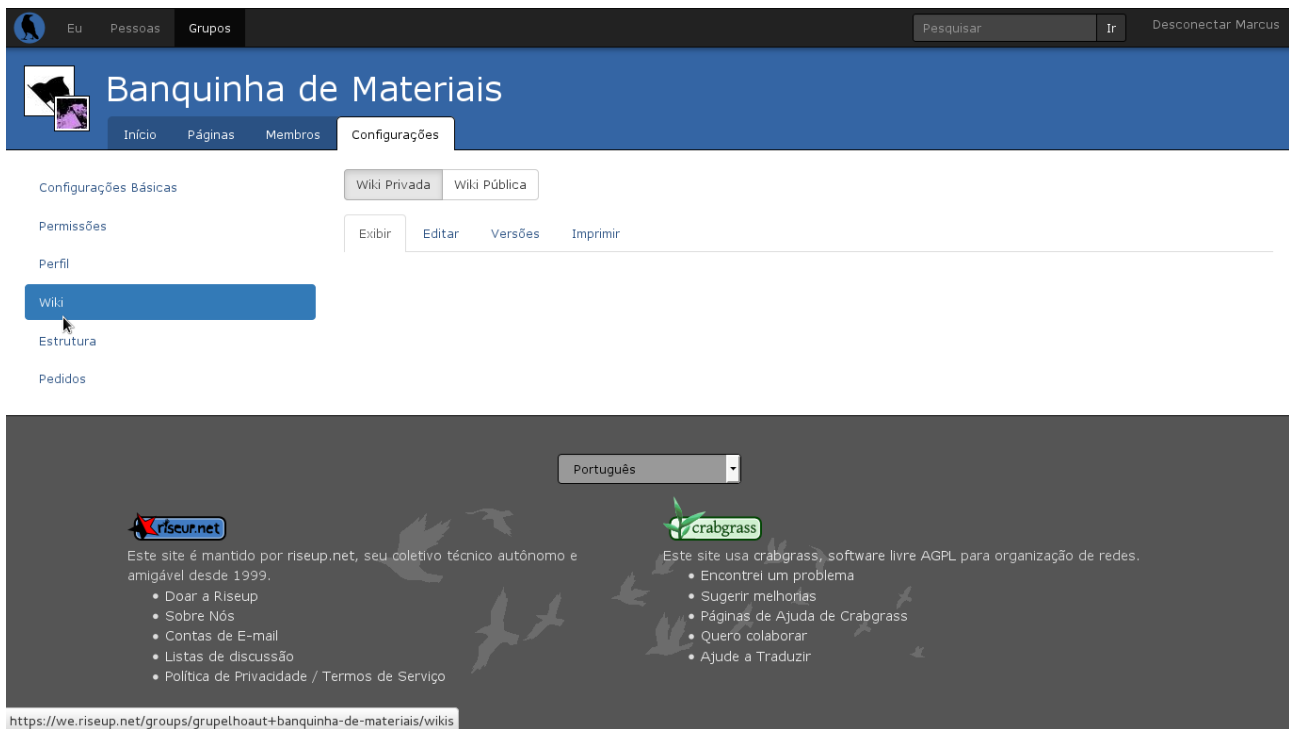 Eu Pessoas Grupos Pesquisar Ir Desconectar Marcus
Banquinha de Materiais
Início Páginas Membros Configurações
Configurações Básicas
Permissões
Perfil
Wiki
Estrutura
Pedidos
Wiki Privada Wiki Pública
Exibir Editar Versões Imprimir
Português
riseup.net
Este site é mantido por riseup.net, seu coletivo técnico autônomo e
amigável desde 1999.
• Doar a Riseup
• Sobre Nós
• Contas de E-mail
• Listas de discussão
• Política de Privacidade / Termos de Serviço
crabgrass
Este site usa crabgrass, software livre AGPL para organização de redes.
• Encontrei um problema
• Sugerir melhorias
• Páginas de Ajuda de Crabgrass
• Quero colaborar
• Ajude a Traduzir
https://we.riseup.net/groups/grupelhoaut+banquinha-de-materiais/wikis